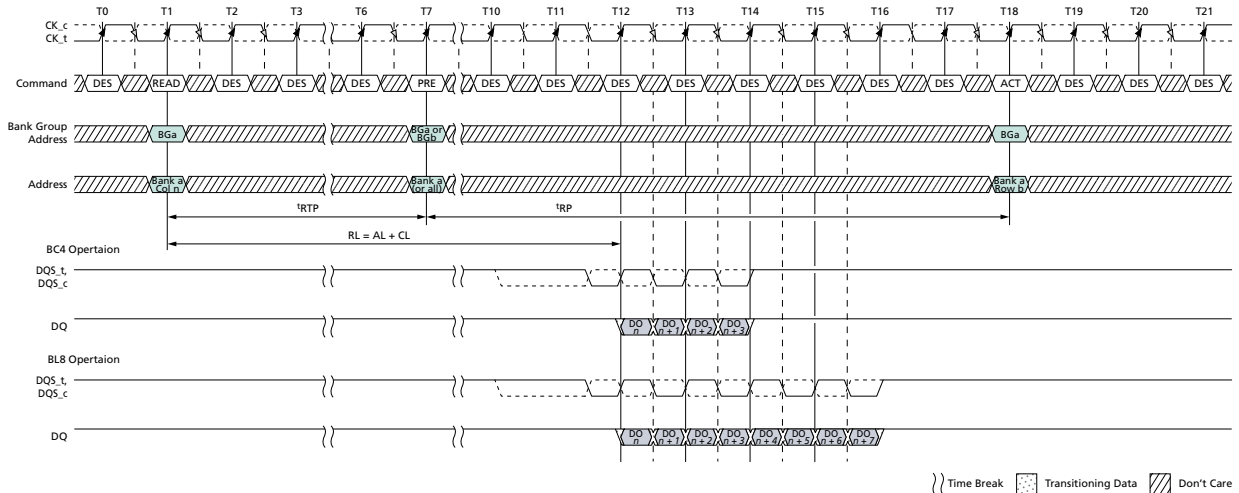 T0 T1 T2 T3 T6 T7 T10 T11 T12 T13 T14 T15 T16 T17 T18 T19 T20 T21
CK_c
CK_t
Command DES READ DES DES DES PRE DES DES DES DES DES DES DES DES ACT DES DES DES
Bank Group
Address
BGa
BGa or
BGb
BGa
Address
Bank a
Col n
Bank a
(or all)
Bank a
Row b
tRTP tRP
RL = AL + CL
BC4 Opertaion
DQS_t,
DQS_c
DQ
DO
n
DO
n + 1
DO
n + 2
DO
n + 3
BL8 Opertaion
DQS_t,
DQS_c
DQ
DO
n
DO
n + 1
DO
n + 2
DO
n + 3
DO
n + 4
DO
n + 5
DO
n + 6
DO
n + 7
Time Break Transitioning Data Don't Care